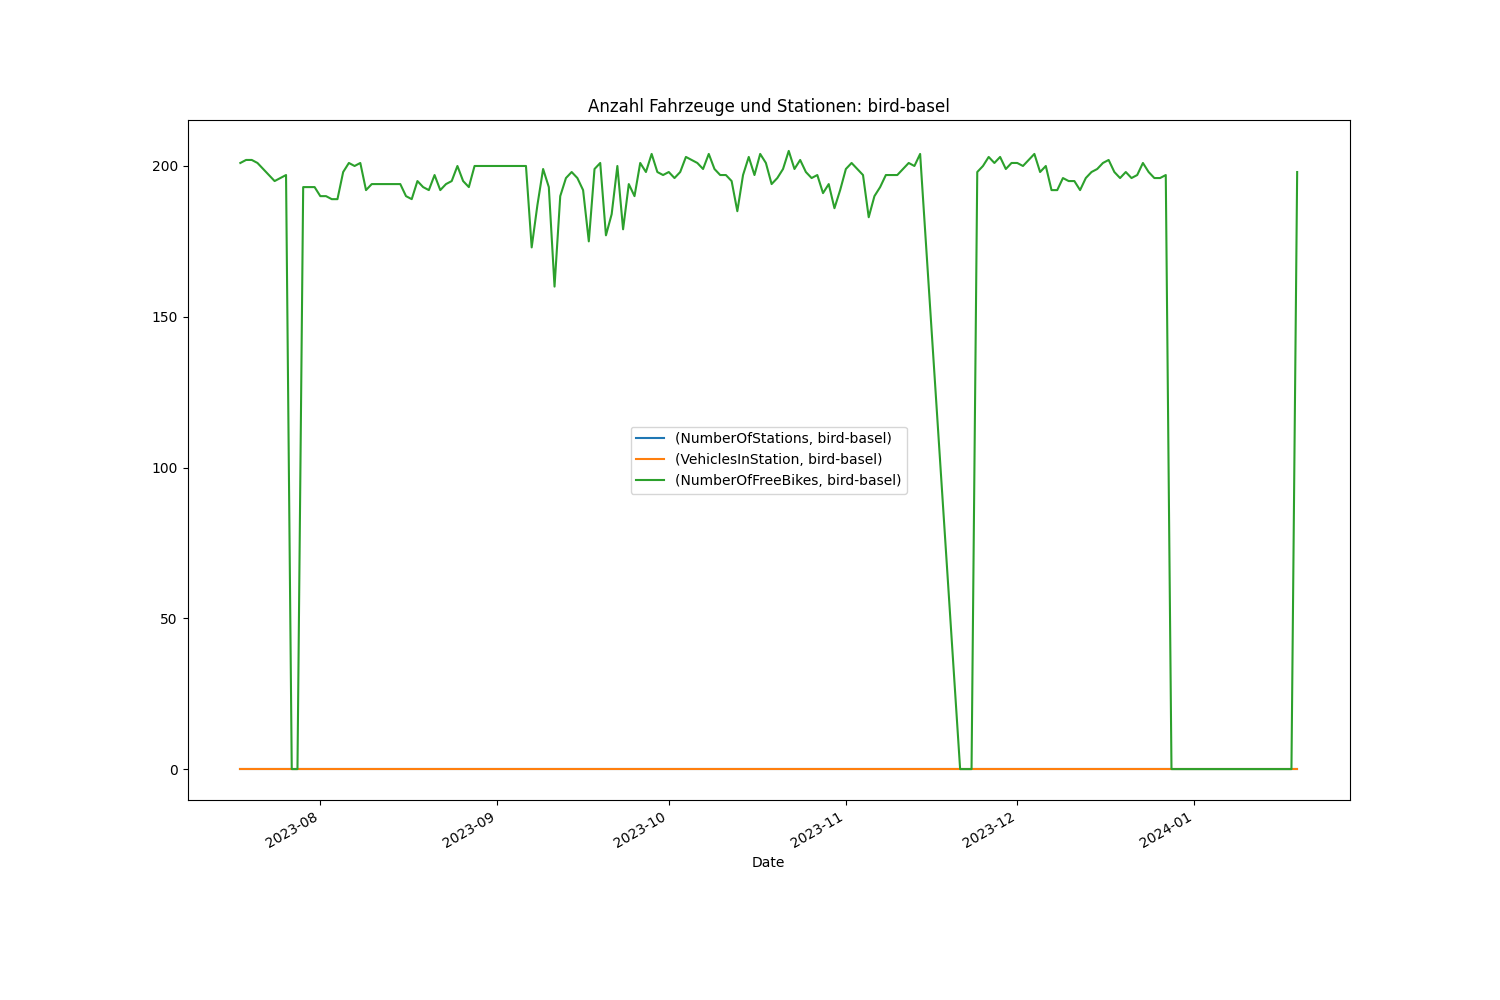 Anzahl Fahrzeuge und Stationen: bird-basel
200
150
100
50
0
(NumberOfStations, bird-basel)
(VehiclesInStation, bird-basel)
(NumberOfFreeBikes, bird-basel)
2023-08
2023-09
2023-10
2023-11
2023-12
2024-01
Date